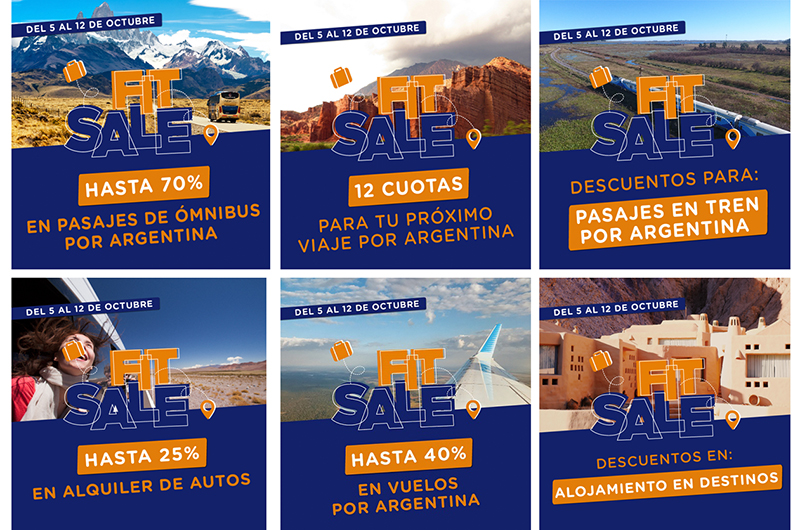 DEL 5 AL 12 DE OCTUBRE
FIT
SALE
HASTA 70%
EN PASAJES DE ÓMNIBUS
POR ARGENTINA
DEL 5 AL 12 DE OCTUBRE
FIT
SALE
12 CUOTAS
PARA TU PRÓXIMO
VIAJE POR ARGENTINA
DEL 5 AL 12 DE OCTUBRE
FIT
SALE
DESCUENTOS PARA:
PASAJES EN TREN
POR ARGENTINA
DEL 5 AL 12 DE OCTUBRE
FIT
SALE
HASTA 25%
EN ALQUILER DE AUTOS
DEL 5 AL 12 DE OCTUBRE
FIT
SALE
HASTA 40%
EN VUELOS
POR ARGENTINA
DEL 5 AL 12 DE OCTUBRE
FIT
SALE
DESCUENTOS EN:
ALOJAMIENTO EN DESTINOS